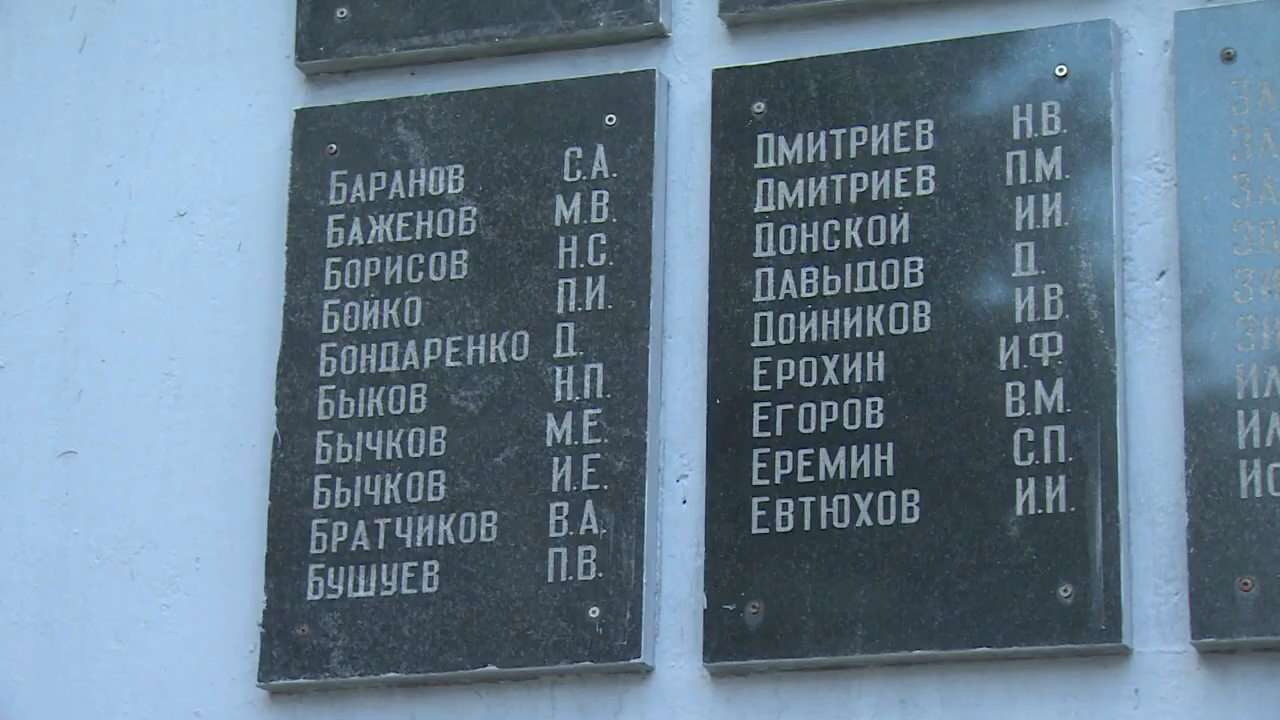 БАРАНОВ С.А.
БАЖЕНОВ М.В.
БОРИСОВ Н.С.
БОЙКО П.И.
БОНДАРЕНКО Д.
БЫКОВ Н.П.
БЫЧКОВ М.Е.
БЫЧКОВ И.Е.
БРАТЧИКОВ В.А.
БУШУЕВ П.В.
ДМИТРИЕВ Н.В.
ДМИТРИЕВ П.М.
ДОНСКОЙ И.И.
ДАВЫДОВ Д.
ДОЙНИКОВ И.В.
ЕРОХИН И.Ф.
ЕГОРОВ В.М.
ЕРЕМИН С.П.
ЕВТЮХОВ И.И.